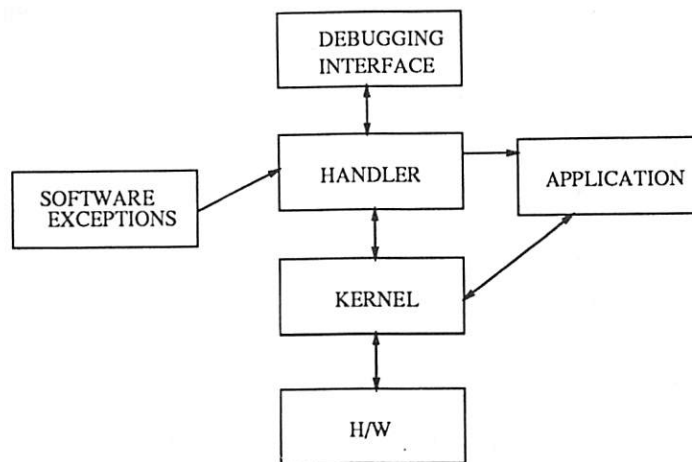 DEBUGGING
INTERFACE
HANDLER
APPLICATION
SOFTWARE
EXCEPTIONS
KERNEL
H/W